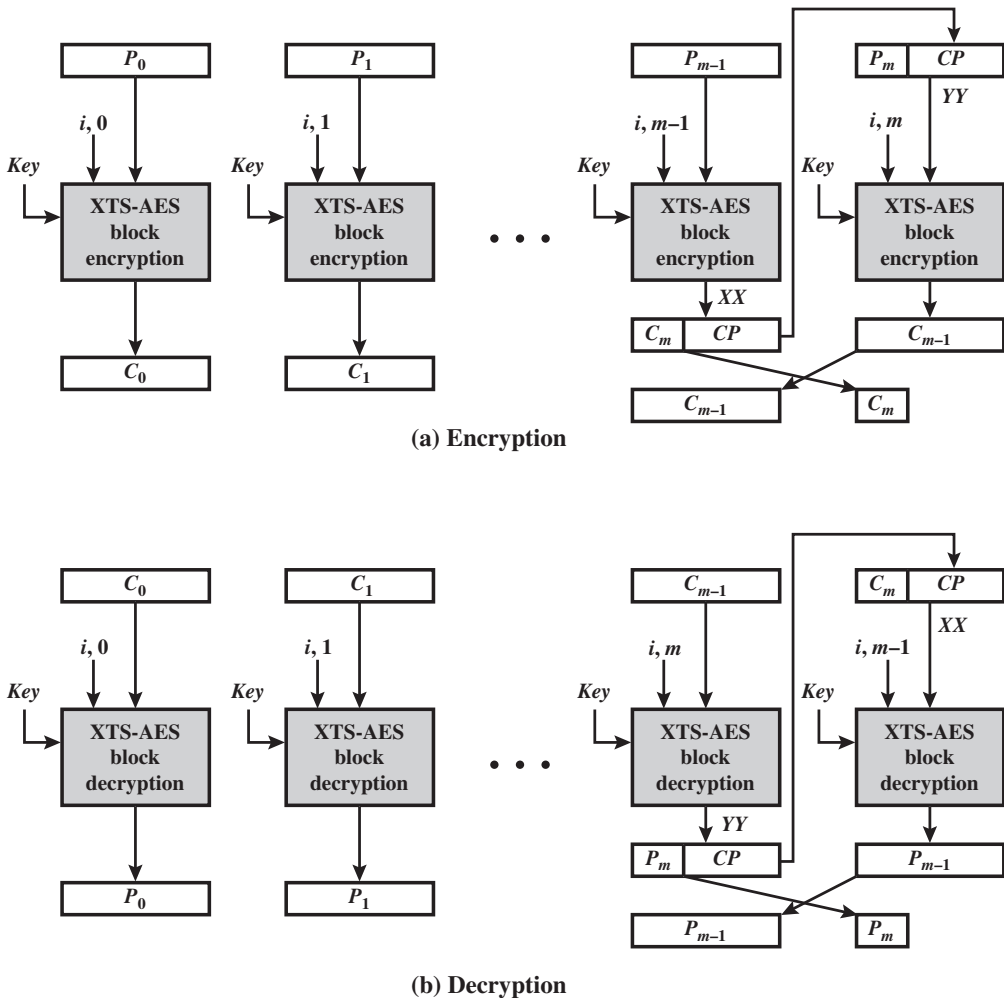 P0
P1
Pm−1
Pm CP
YY
i, 0
i, 1
i, m−1
i, m
Key
Key
Key
Key
XTS-AES
block
encryption
XTS-AES
block
encryption
• • •
XTS-AES
block
encryption
XTS-AES
block
encryption
XX
Cm CP
Cm−1
C0
C1
Cm−1
Cm
(a) Encryption
C0
C1
Cm−1
Cm CP
XX
i, 0
i, 1
i, m
i, m−1
Key
Key
Key
Key
XTS-AES
block
decryption
XTS-AES
block
decryption
• • •
XTS-AES
block
decryption
XTS-AES
block
decryption
YY
Pm CP
Pm−1
P0
P1
Pm−1
Pm
(b) Decryption